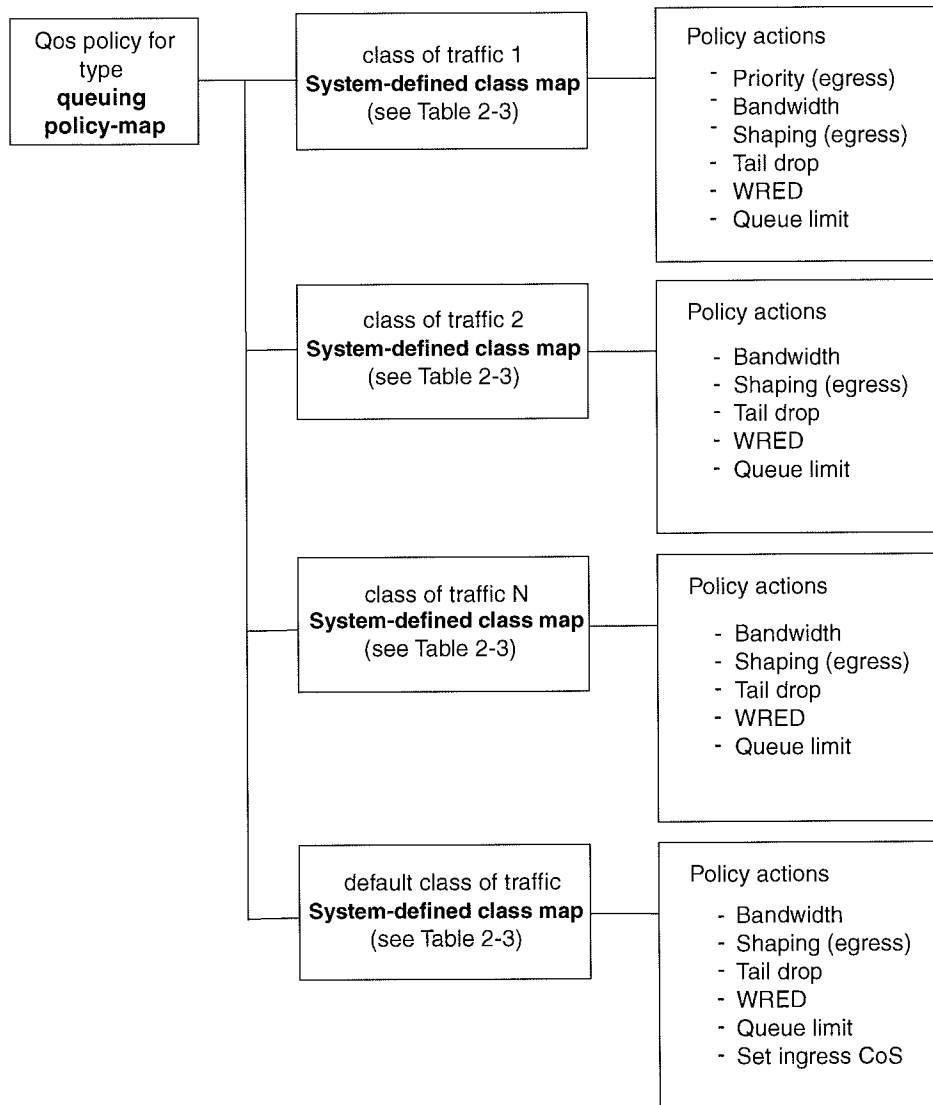 Qos policy for
type
queuing
policy-map
class of traffic 1
System-defined class map
(see Table 2-3)
Policy actions
- Priority (egress)
- Bandwidth
- Shaping (egress)
- Tail drop
- WRED
- Queue limit
class of traffic 2
System-defined class map
(see Table 2-3)
Policy actions
- Bandwidth
- Shaping (egress)
- Tail drop
- WRED
- Queue limit
class of traffic N
System-defined class map
(see Table 2-3)
Policy actions
- Bandwidth
- Shaping (egress)
- Tail drop
- WRED
- Queue limit
default class of traffic
System-defined class map
(see Table 2-3)
Policy actions
- Bandwidth
- Shaping (egress)
- Tail drop
- WRED
- Queue limit
- Set ingress CoS